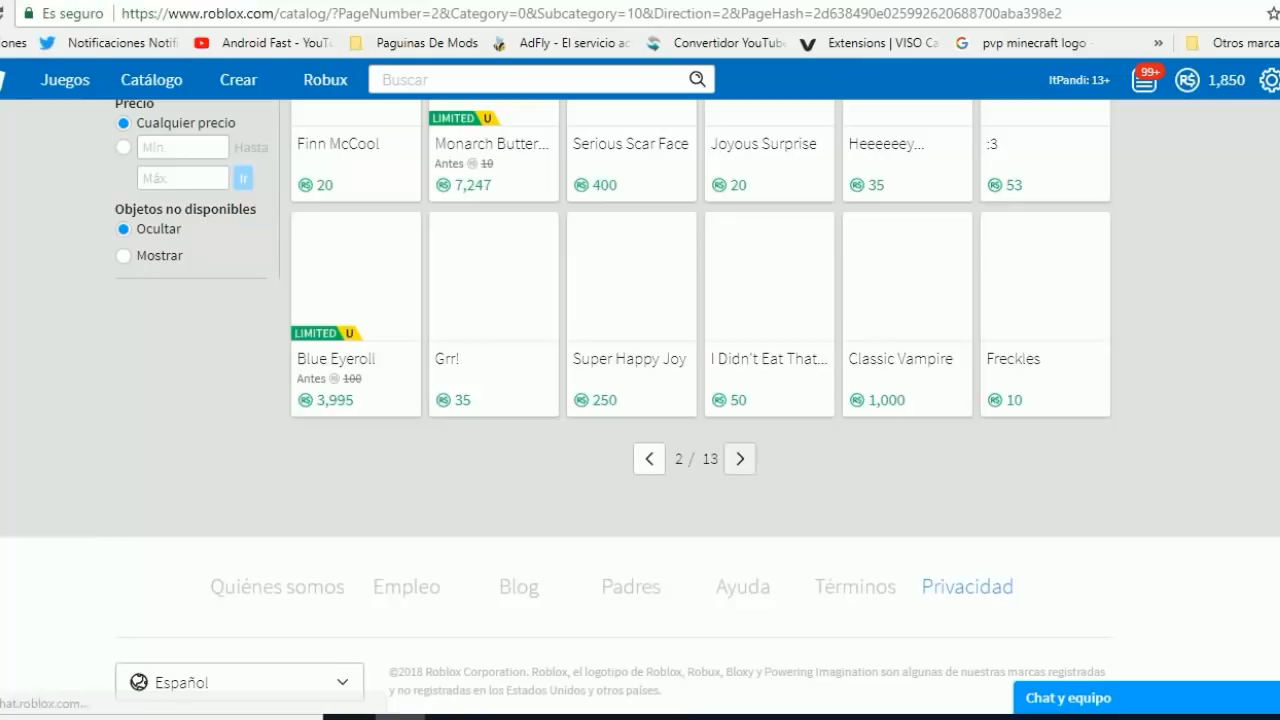 Es seguro https://www.roblox.com/catalog/?PageNumber=2&Category=0&Subcategory=10&Direction=2&PageHash=2d638490e025992620688700aba398e2
ones Notificaciones Notifi Android Fast - YouTu Paguinas De Mods AdFly - El servicio ac Convertidor YouTube Extensions | VISO Ca pvp minecraft logo - » Otros marca
Juegos Catálogo Crear Robux Buscar ItPandi: 13+ 99+ R$ 1,850
Precio
Cualquier precio
Mín. Hasta
Máx. Ir
Objetos no disponibles
Ocultar
Mostrar
LIMITED U
Finn McCool Monarch Butter... Serious Scar Face Joyous Surprise Heeeeeey... :3
Antes R$ 10
R$ 20 R$ 7,247 R$ 400 R$ 20 R$ 35 R$ 53
LIMITED U
Blue Eyeroll Grr! Super Happy Joy I Didn't Eat That... Classic Vampire Freckles
Antes R$ 100
R$ 3,995 R$ 35 R$ 250 R$ 50 R$ 1,000 R$ 10
2 / 13
Quiénes somos Empleo Blog Padres Ayuda Términos Privacidad
Español
©2018 Roblox Corporation. Roblox, el logotipo de Roblox, Robux, Bloxy y Powering Imagination son algunas de nuestras marcas registradas
y no registradas en los Estados Unidos y otros países.
Chat y equipo
hat.roblox.com...